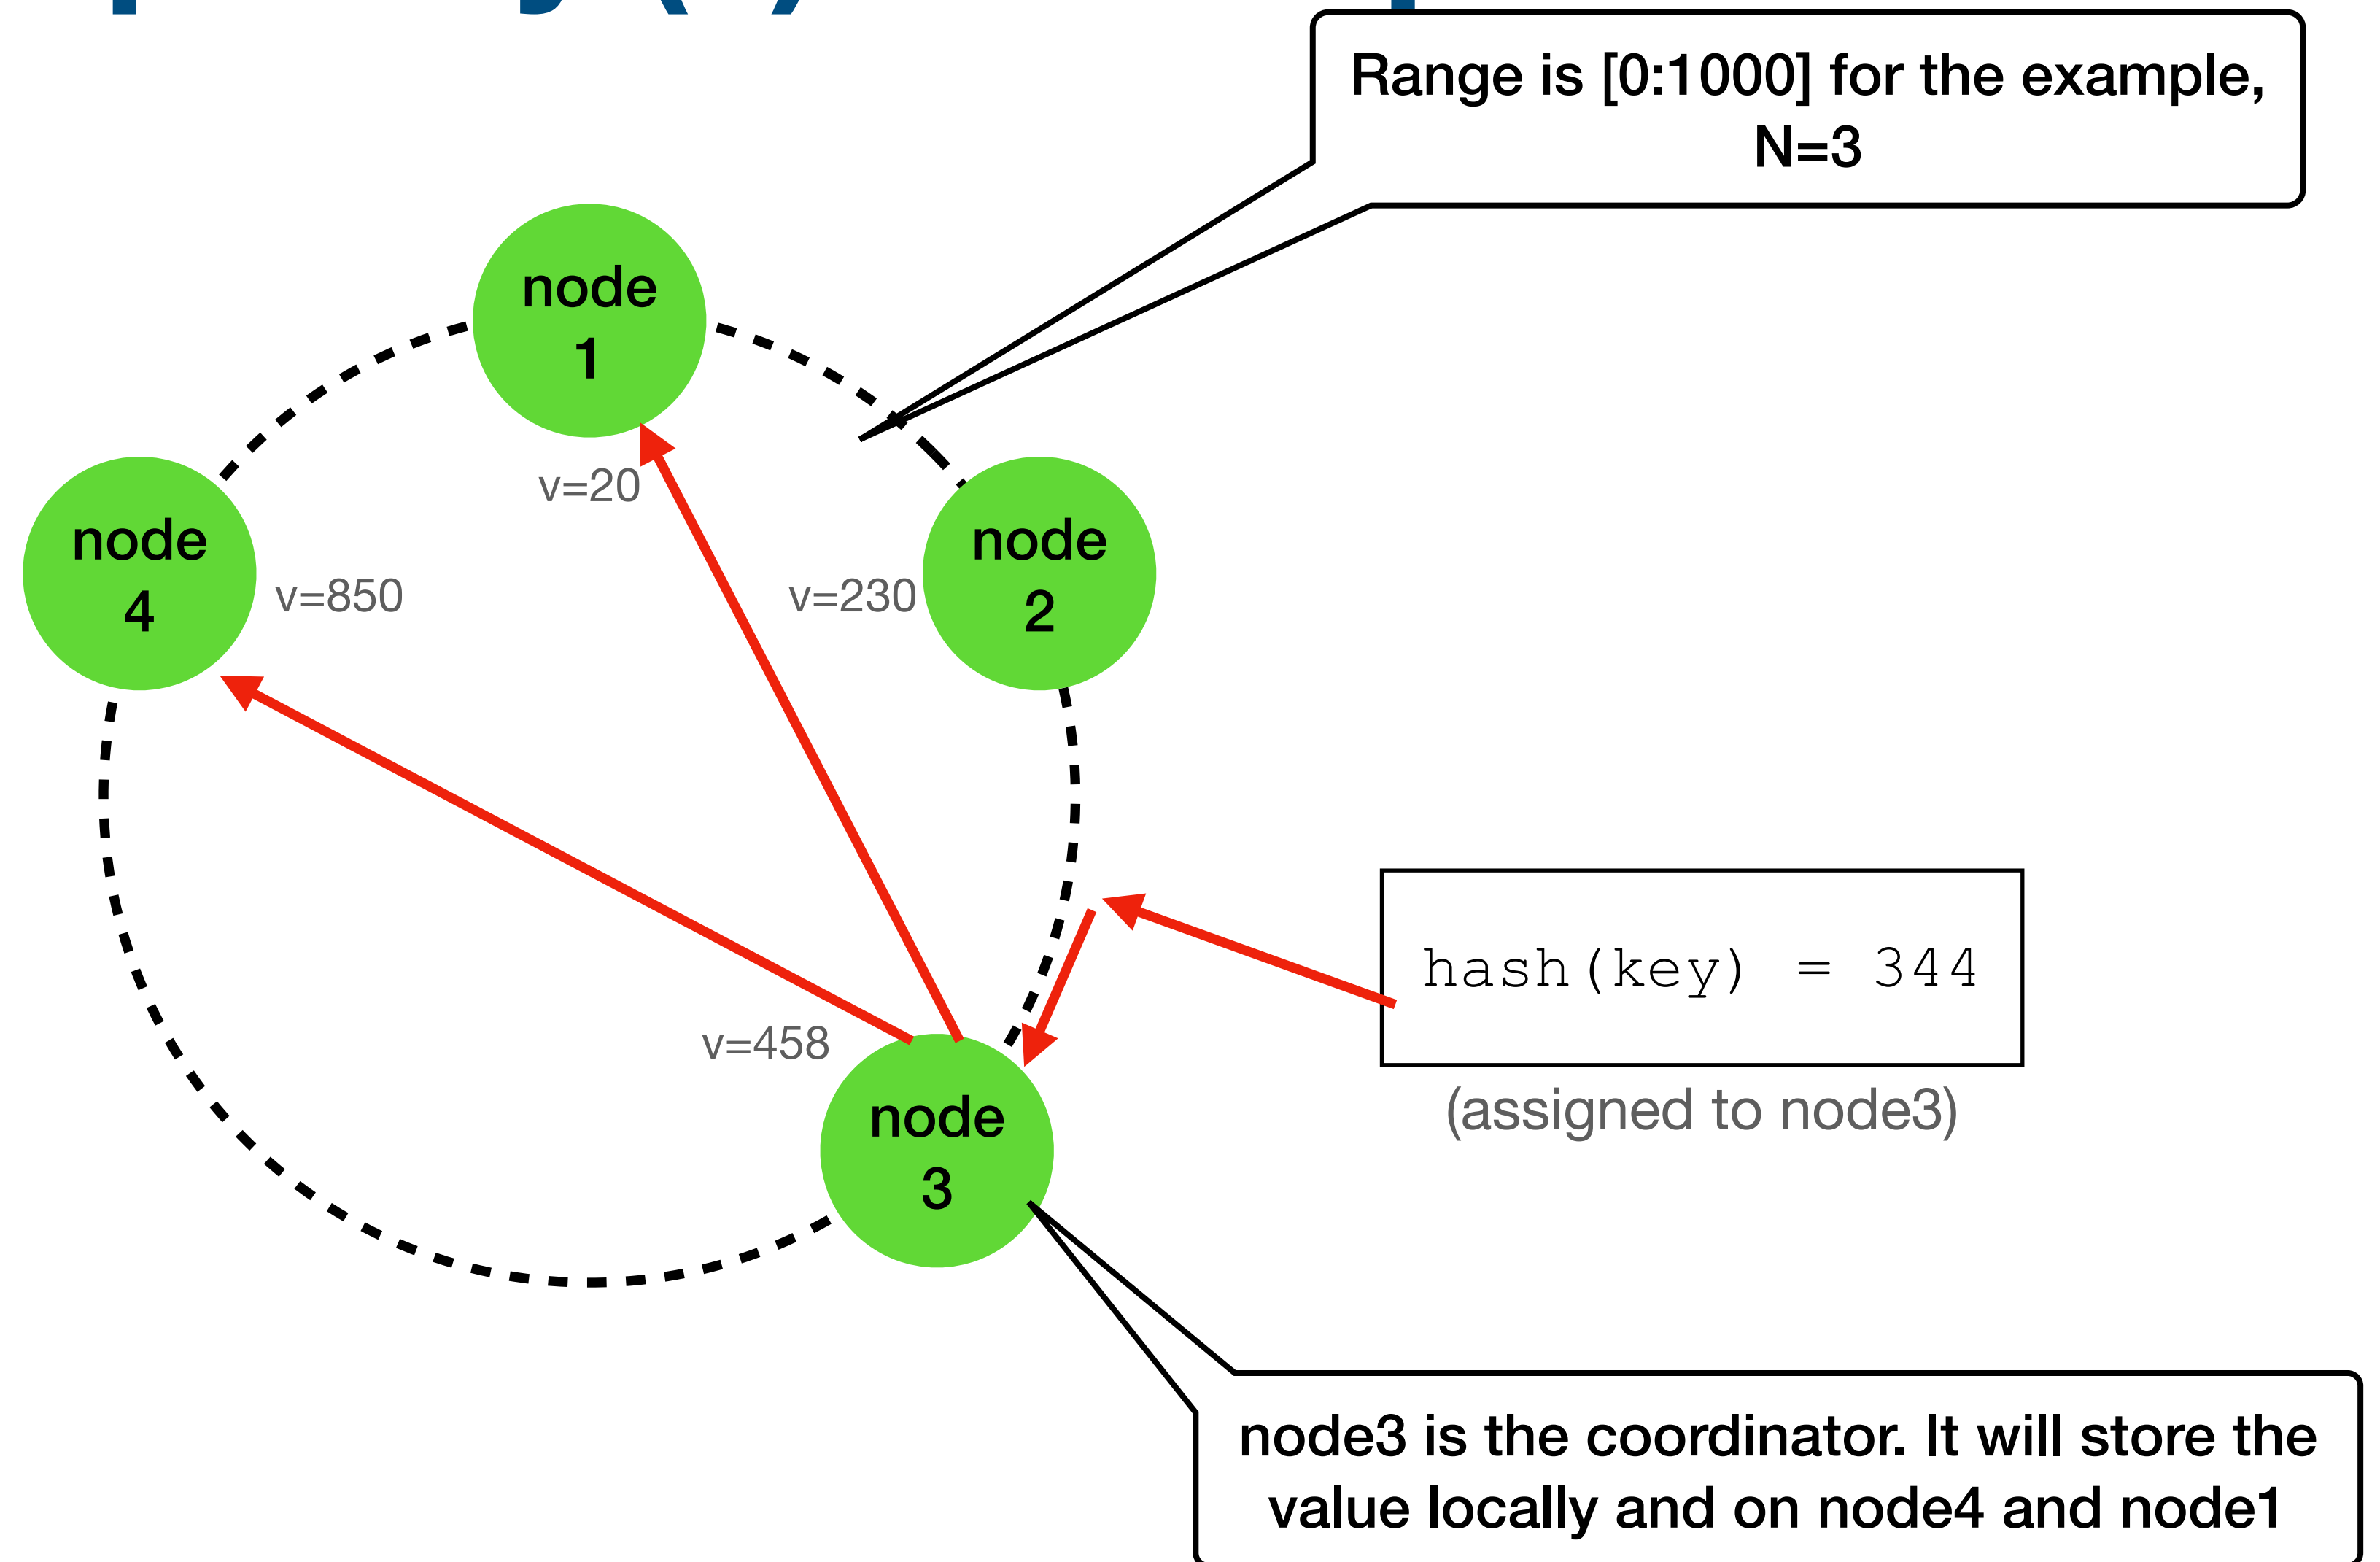 Range is [0:1000] for the example,
N=3
node
1
v=20
node
4
v=850
v=230
node
2
hash(key) = 344
(assigned to node3)
v=458
node
3
node3 is the coordinator. It will store the
value locally and on node4 and node1